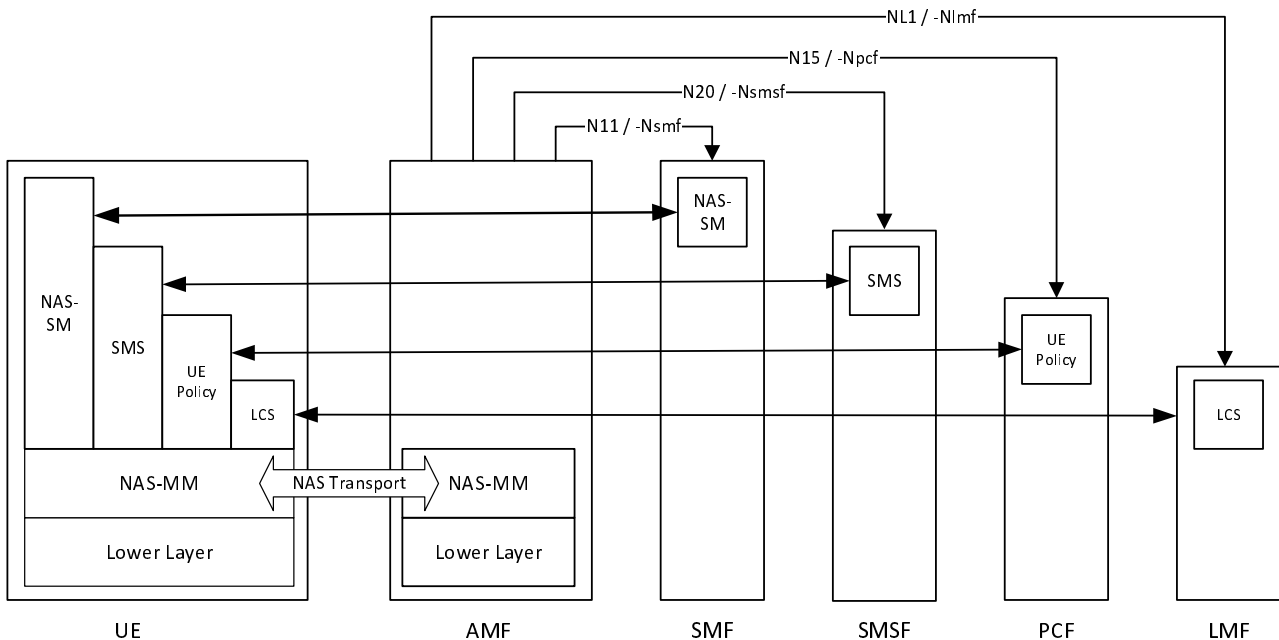 NL1 / -Nlmf
N15 / -Npcf
N20 / -Nsmsf
N11 / -Nsmf
NAS-
SM
NAS-
SM
SMS
SMS
UE
Policy
UE
Policy
LCS
LCS
NAS-MM
NAS Transport
NAS-MM
Lower Layer
Lower Layer
UE
AMF
SMF
SMSF
PCF
LMF